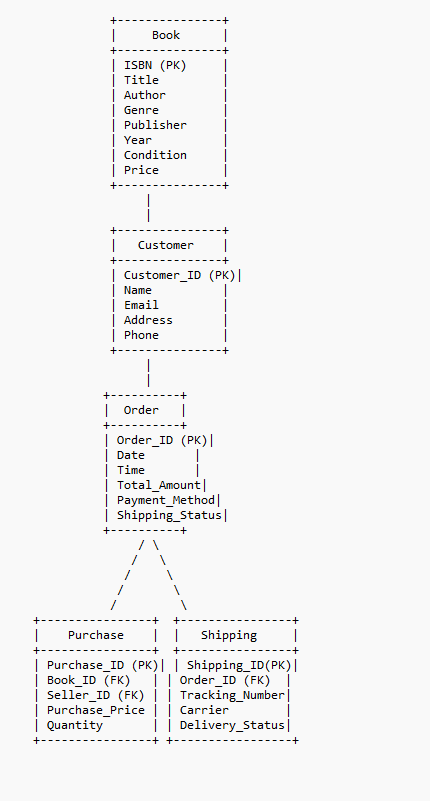 Book
ISBN (PK)
Title
Author
Genre
Publisher
Year
Condition
Price
Customer
Customer_ID (PK)
Name
Email
Address
Phone
Order
Order_ID (PK)
Date
Time
Total_Amount
Payment_Method
Shipping_Status
Purchase Shipping
Purchase_ID (PK) Shipping_ID(PK)
Book_ID (FK) Order_ID (FK)
Seller_ID (FK) Tracking_Number
Purchase_Price Carrier
Quantity Delivery_Status